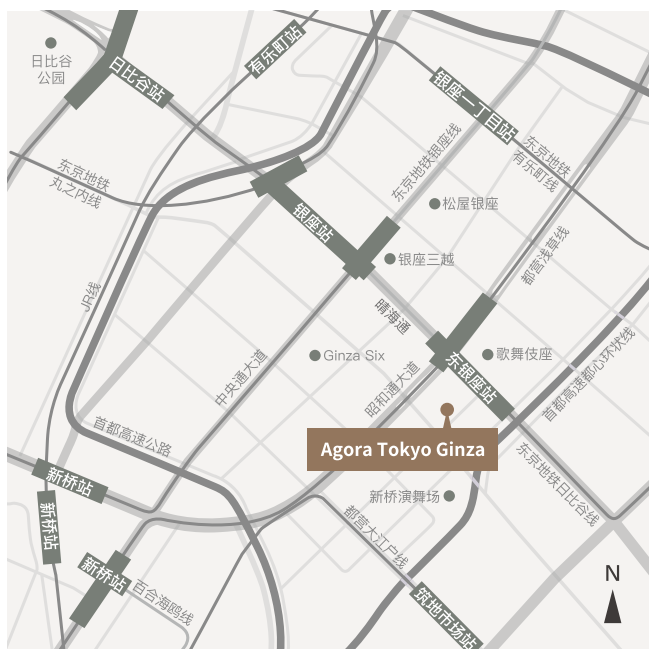 日比谷
公园
日比谷站
有乐町站
银座一丁目站
东京地铁
有乐町线
东京地铁银座线
东京地铁
丸之内线
银座站
松屋银座
银座三越
都营浅草线
JR线
晴海通
Ginza Six
中央通大道
昭和通大道
东银座站
歌舞伎座
首都高速都心环状线
首都高速公路
Agora Tokyo Ginza
新桥站
新桥站
新桥站
新桥演舞场
东京地铁日比谷线
都营大江户线
百合海鸥线
筑地市场站
N